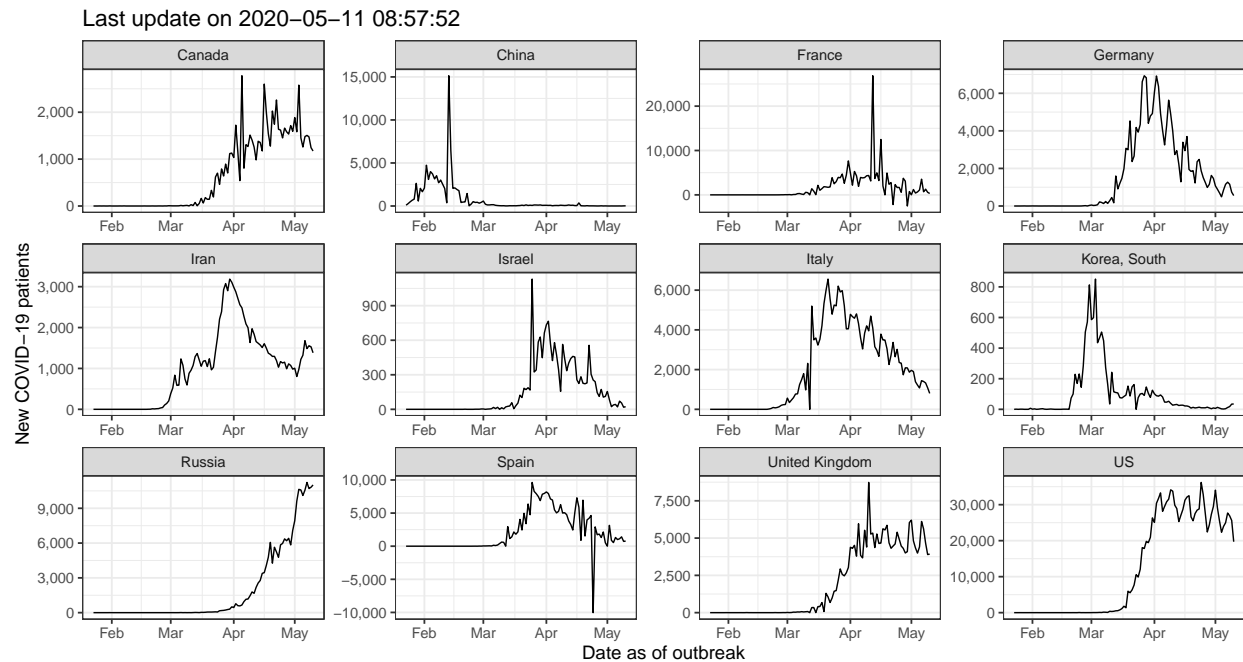 Last update on 2020−05−11 08:57:52
Canada
China
France
Germany
2,000
1,000
0
15,000
10,000
5,000
0
20,000
10,000
0
6,000
4,000
2,000
0
Feb Mar Apr May
Feb Mar Apr May
Feb Mar Apr May
Feb Mar Apr May
Iran
Israel
Italy
Korea, South
3,000
2,000
1,000
0
900
600
300
0
6,000
4,000
2,000
0
800
600
400
200
0
Feb Mar Apr May
Feb Mar Apr May
Feb Mar Apr May
Feb Mar Apr May
Russia
Spain
United Kingdom
US
9,000
6,000
3,000
0
10,000
5,000
0
−5,000
−10,000
7,500
5,000
2,500
0
30,000
20,000
10,000
0
Feb Mar Apr May
Feb Mar Apr May
Feb Mar Apr May
Feb Mar Apr May
New COVID−19 patients
Date as of outbreak